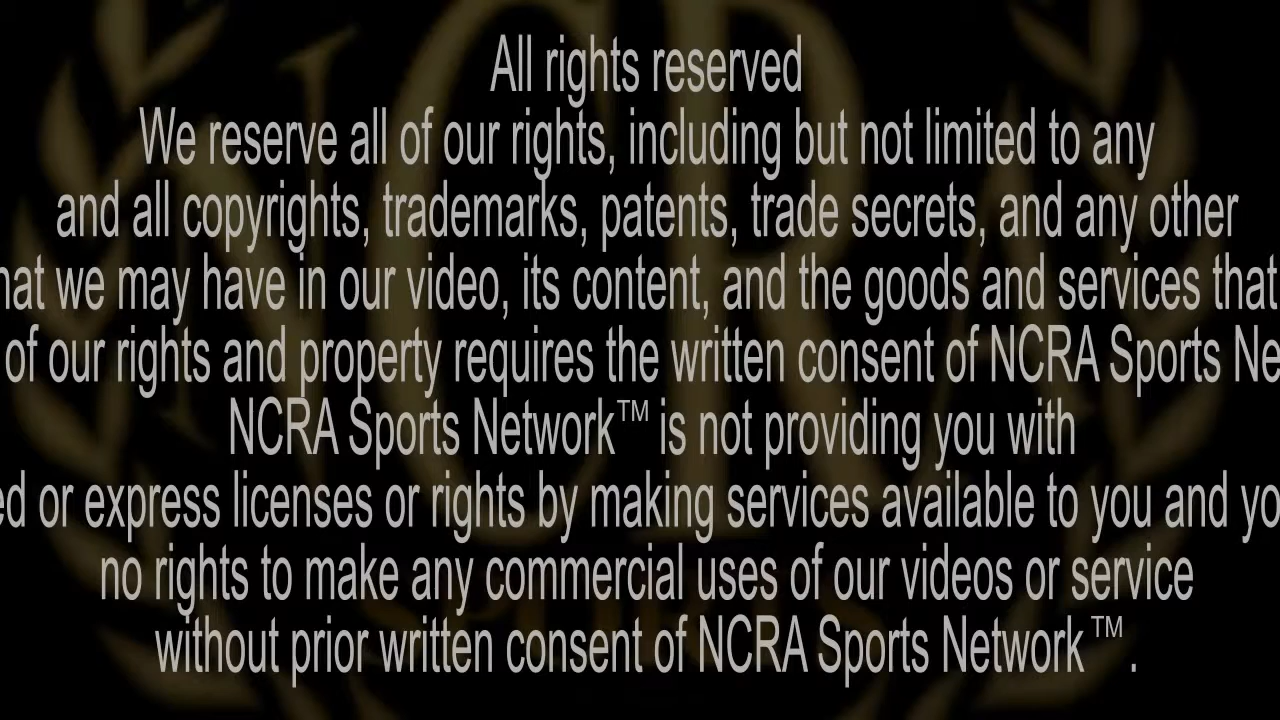 All rights reserved
We reserve all of our rights, including but not limited to any
and all copyrights, trademarks, patents, trade secrets, and any other
we may have in our video, its content, and the goods and services that
of our rights and property requires the written consent of NCRA Sports
NCRA Sports Network™ is not providing you with
or express licenses or rights by making services available to you and
no rights to make any commercial uses of our videos or service
without prior written consent of NCRA Sports Network™.